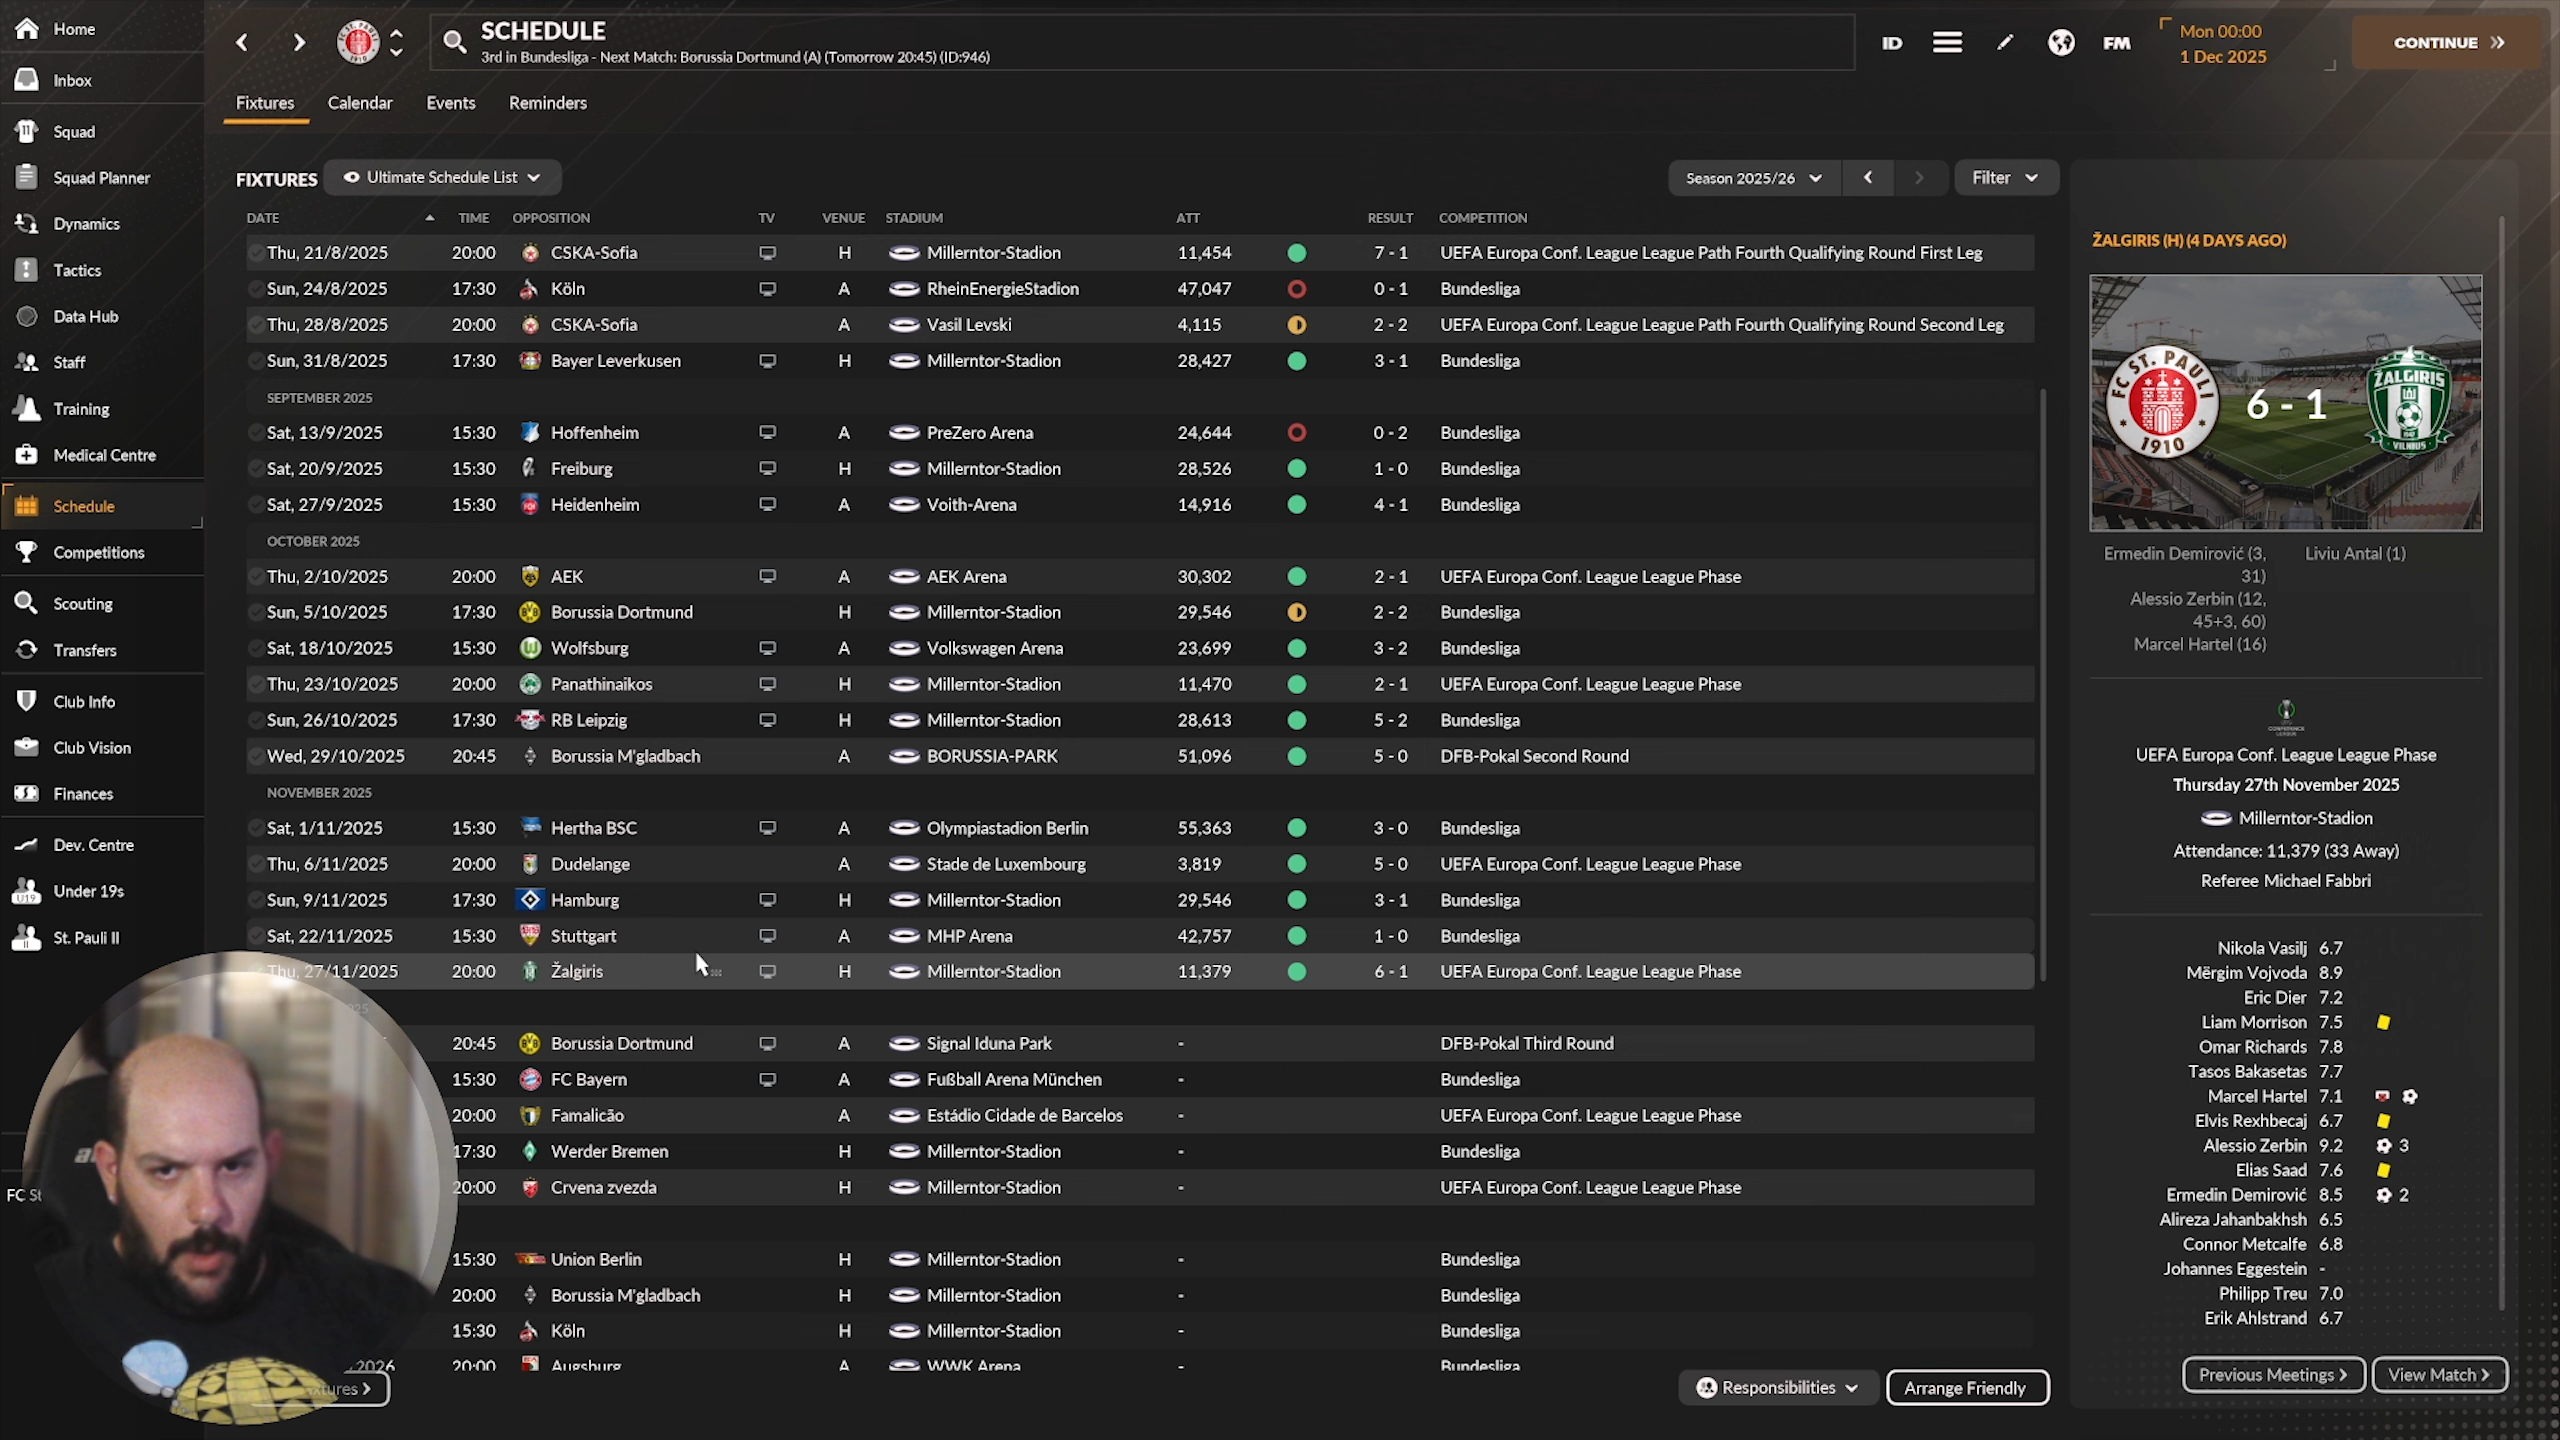 Home
Inbox
Squad
Squad Planner
Dynamics
Tactics
Data Hub
Staff
Training
Medical Centre
Schedule
Competitions
Scouting
Transfers
Club Info
Club Vision
Finances
Dev. Centre
Under 19s
St. Pauli II
FC St
SCHEDULE
3rd in Bundesliga - Next Match: Borussia Dortmund (A) (Tomorrow 20:45) (ID:946)
ID FM
Mon 00:00
1 Dec 2025
CONTINUE
Fixtures Calendar Events Reminders
FIXTURES Ultimate Schedule List Season 2025/26 Filter
DATE TIME OPPOSITION TV VENUE STADIUM ATT RESULT COMPETITION
Thu, 21/8/2025 20:00 CSKA-Sofia H Millerntor-Stadion 11,454 7 - 1 UEFA Europa Conf. League League Path Fourth Qualifying Round First Leg
Sun, 24/8/2025 17:30 Köln A RheinEnergieStadion 47,047 0 - 1 Bundesliga
Thu, 28/8/2025 20:00 CSKA-Sofia A Vasil Levski 4,115 2 - 2 UEFA Europa Conf. League League Path Fourth Qualifying Round Second Leg
Sun, 31/8/2025 17:30 Bayer Leverkusen H Millerntor-Stadion 28,427 3 - 1 Bundesliga
SEPTEMBER 2025
Sat, 13/9/2025 15:30 Hoffenheim A PreZero Arena 24,644 0 - 2 Bundesliga
Sat, 20/9/2025 15:30 Freiburg H Millerntor-Stadion 28,526 1 - 0 Bundesliga
Sat, 27/9/2025 15:30 Heidenheim A Voith-Arena 14,916 4 - 1 Bundesliga
OCTOBER 2025
Thu, 2/10/2025 20:00 AEK A AEK Arena 30,302 2 - 1 UEFA Europa Conf. League League Phase
Sun, 5/10/2025 17:30 Borussia Dortmund H Millerntor-Stadion 29,546 2 - 2 Bundesliga
Sat, 18/10/2025 15:30 Wolfsburg A Volkswagen Arena 23,699 3 - 2 Bundesliga
Thu, 23/10/2025 20:00 Panathinaikos H Millerntor-Stadion 11,470 2 - 1 UEFA Europa Conf. League League Phase
Sun, 26/10/2025 17:30 RB Leipzig H Millerntor-Stadion 28,613 5 - 2 Bundesliga
Wed, 29/10/2025 20:45 Borussia M'gladbach A BORUSSIA-PARK 51,096 5 - 0 DFB-Pokal Second Round
NOVEMBER 2025
Sat, 1/11/2025 15:30 Hertha BSC A Olympiastadion Berlin 55,363 3 - 0 Bundesliga
Thu, 6/11/2025 20:00 Dudelange A Stade de Luxembourg 3,819 5 - 0 UEFA Europa Conf. League League Phase
Sun, 9/11/2025 17:30 Hamburg H Millerntor-Stadion 29,546 3 - 1 Bundesliga
Sat, 22/11/2025 15:30 Stuttgart A MHP Arena 42,757 1 - 0 Bundesliga
Thu, 27/11/2025 20:00 Žalgiris H Millerntor-Stadion 11,379 6 - 1 UEFA Europa Conf. League League Phase
20:45 Borussia Dortmund A Signal Iduna Park - DFB-Pokal Third Round
15:30 FC Bayern A Fußball Arena München - Bundesliga
20:00 Famalicão A Estádio Cidade de Barcelos - UEFA Europa Conf. League League Phase
17:30 Werder Bremen H Millerntor-Stadion - Bundesliga
20:00 Crvena zvezda H Millerntor-Stadion - UEFA Europa Conf. League League Phase
15:30 Union Berlin H Millerntor-Stadion - Bundesliga
20:00 Borussia M'gladbach H Millerntor-Stadion - Bundesliga
15:30 Köln H Millerntor-Stadion - Bundesliga
2026 20:00 Augsburg A WWK Arena - Bundesliga
Responsibilities Arrange Friendly
ŽALGIRIS (H) (4 DAYS AGO)
FC ST. PAULI
1910
6 - 1
ŽALGIRIS
VILNIUS
Ermedin Demirović (3, 31) Liviu Antal (1)
Alessio Zerbin (12, 45+3, 60)
Marcel Hartel (16)
UEFA Europa Conf. League League Phase
Thursday 27th November 2025
Millerntor-Stadion
Attendance: 11,379 (33 Away)
Referee Michael Fabbri
Nikola Vasilj 6.7
Mërgim Vojvoda 8.9
Eric Dier 7.2
Liam Morrison 7.5
Omar Richards 7.8
Tasos Bakasetas 7.7
Marcel Hartel 7.1
Elvis Rexhbecaj 6.7
Alessio Zerbin 9.2 3
Elias Saad 7.6
Ermedin Demirović 8.5 2
Alireza Jahanbakhsh 6.5
Connor Metcalfe 6.8
Johannes Eggestein -
Philipp Treu 7.0
Erik Ahlstrand 6.7
Previous Meetings View Match